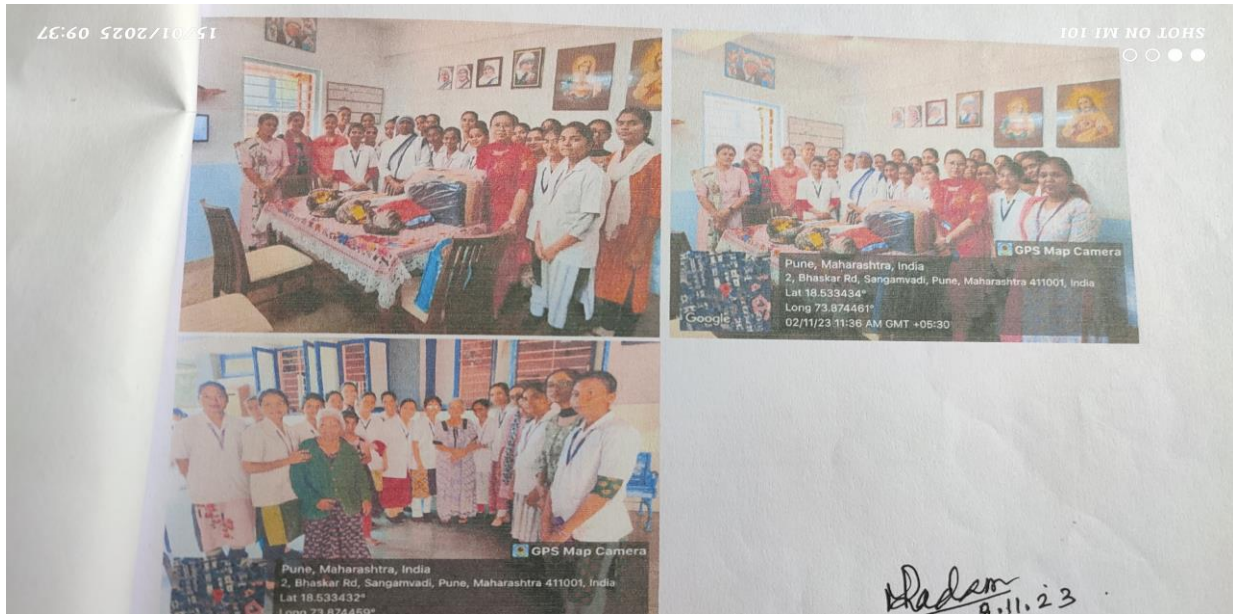 15/01/2025 09:37
SHOT ON MI 10I
GPS Map Camera
Pune, Maharashtra, India
2, Bhaskar Rd, Sangamvadi, Pune, Maharashtra 411001, India
Lat 18.533434°
Long 73.874461°
02/11/23 11:36 AM GMT +05:30
Google
GPS Map Camera
Pune, Maharashtra, India
2, Bhaskar Rd, Sangamvadi, Pune, Maharashtra 411001, India
Lat 18.533432°
Long 73.874459°
.11.23